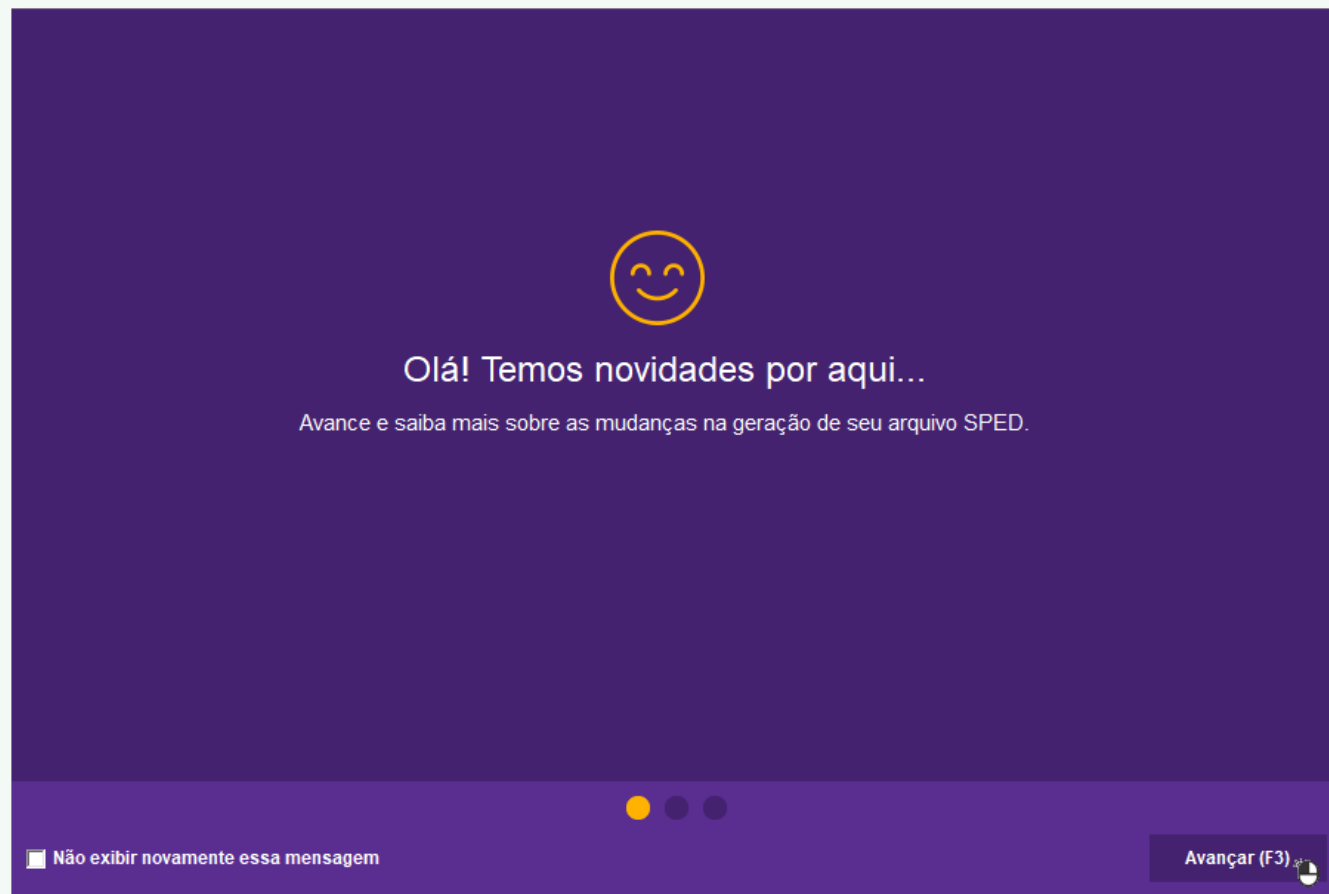 Olá! Temos novidades por aqui...
Avance e saiba mais sobre as mudanças na geração de seu arquivo SPED.
Não exibir novamente essa mensagem
Avançar (F3)